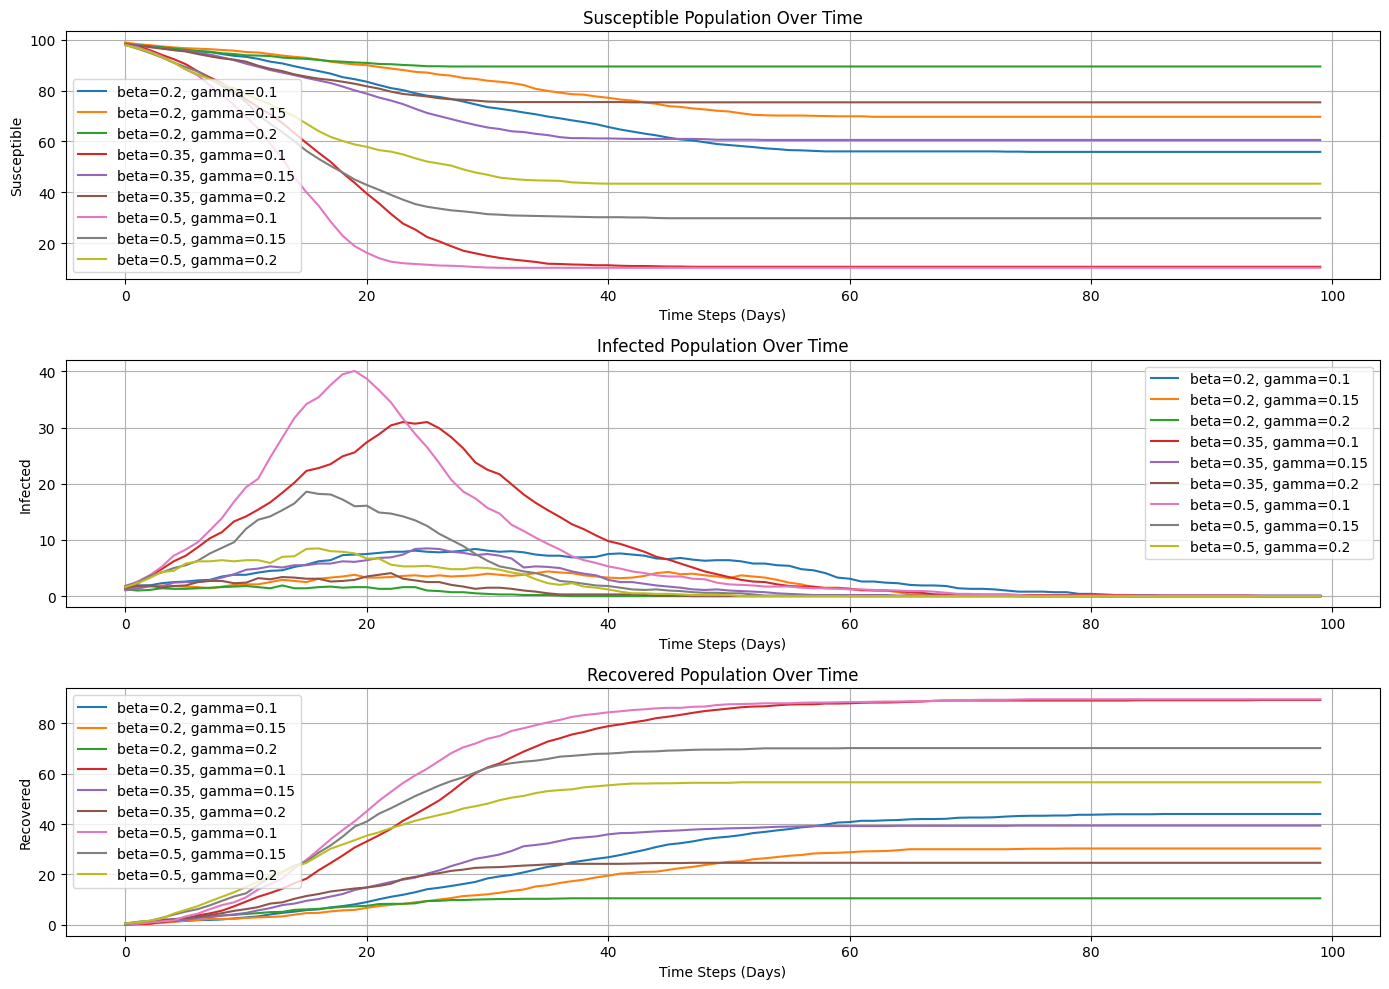 Susceptible Population Over Time
100
80
60
40
20
Susceptible
beta=0.2, gamma=0.1
beta=0.2, gamma=0.15
beta=0.2, gamma=0.2
beta=0.35, gamma=0.1
beta=0.35, gamma=0.15
beta=0.35, gamma=0.2
beta=0.5, gamma=0.1
beta=0.5, gamma=0.15
beta=0.5, gamma=0.2
0 20 40 60 80 100
Time Steps (Days)
Infected Population Over Time
40
30
20
10
0
Infected
beta=0.2, gamma=0.1
beta=0.2, gamma=0.15
beta=0.2, gamma=0.2
beta=0.35, gamma=0.1
beta=0.35, gamma=0.15
beta=0.35, gamma=0.2
beta=0.5, gamma=0.1
beta=0.5, gamma=0.15
beta=0.5, gamma=0.2
0 20 40 60 80 100
Time Steps (Days)
Recovered Population Over Time
80
60
40
20
0
Recovered
beta=0.2, gamma=0.1
beta=0.2, gamma=0.15
beta=0.2, gamma=0.2
beta=0.35, gamma=0.1
beta=0.35, gamma=0.15
beta=0.35, gamma=0.2
beta=0.5, gamma=0.1
beta=0.5, gamma=0.15
beta=0.5, gamma=0.2
0 20 40 60 80 100
Time Steps (Days)